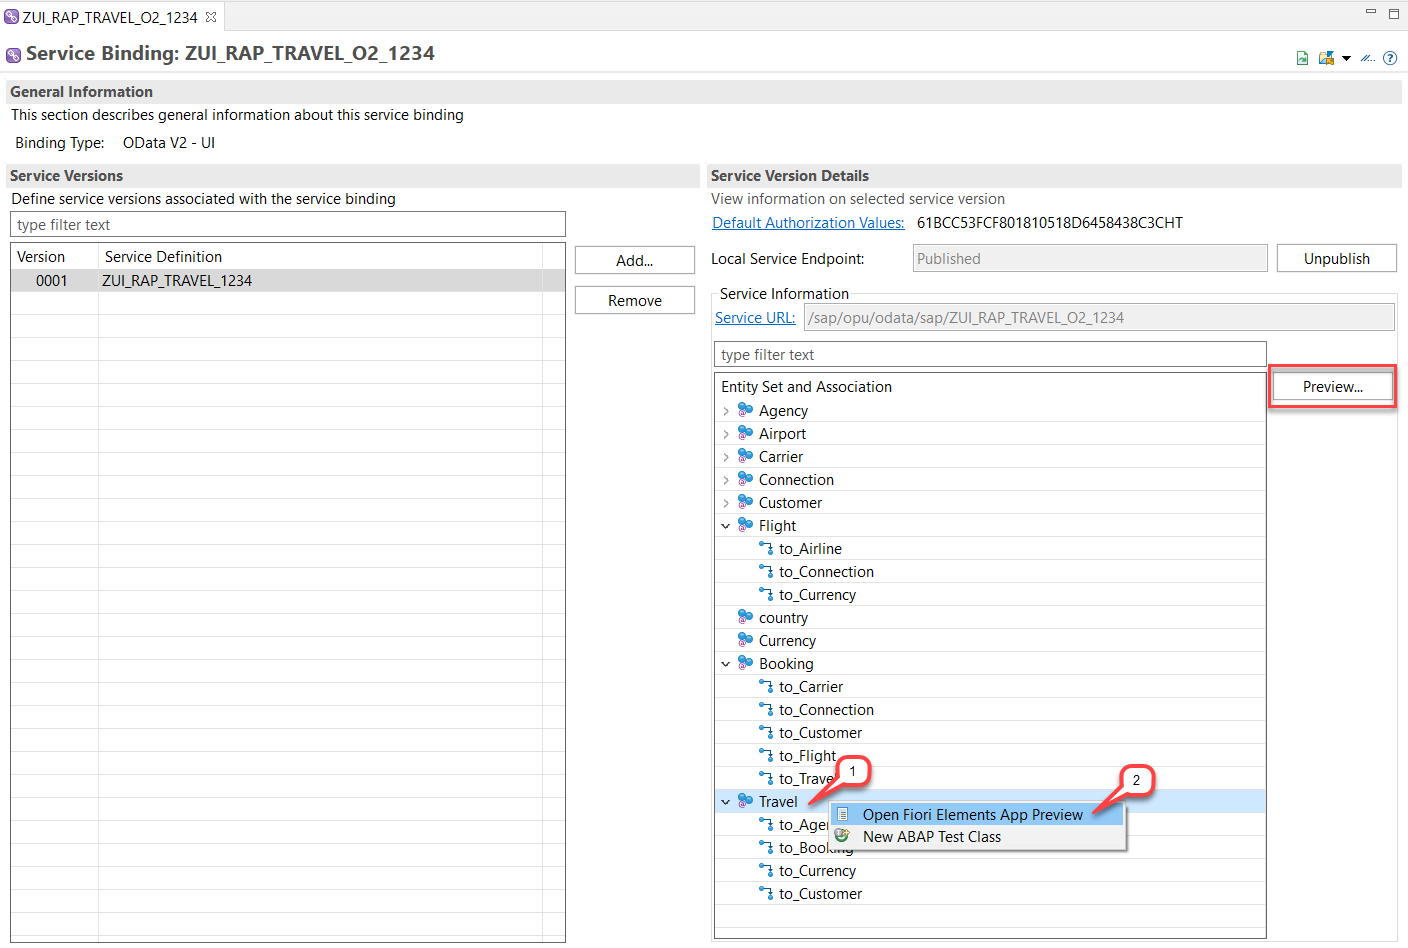 ZUI_RAP_TRAVEL_O2_1234
Service Binding: ZUI_RAP_TRAVEL_O2_1234
General Information
This section describes general information about this service binding
Binding Type: OData V2 - UI
Service Versions
Define service versions associated with the service binding
type filter text
Version Service Definition
0001 ZUI_RAP_TRAVEL_1234
Add...
Remove
Service Version Details
View information on selected service version
Default Authorization Values: 61BCC53FCF801810518D6458438C3CHT
Local Service Endpoint: Published Unpublish
Service Information
Service URL: /sap/opu/odata/sap/ZUI_RAP_TRAVEL_O2_1234
type filter text
Entity Set and Association
Preview...
Agency
Airport
Carrier
Connection
Customer
Flight
to_Airline
to_Connection
to_Currency
country
Currency
Booking
to_Carrier
to_Connection
to_Customer
to_Flight
to_Travel
1
2
Travel
Open Fiori Elements App Preview
New ABAP Test Class
to_Age
to_Booking
to_Currency
to_Customer